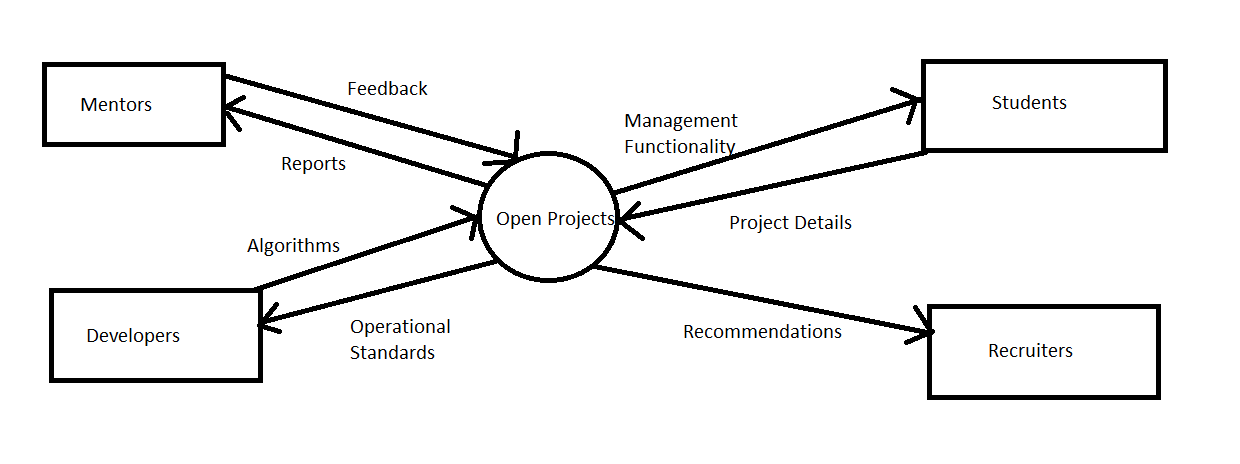 Mentors
Feedback
Reports
Management
Functionality
Students
Open Projects
Project Details
Algorithms
Developers
Operational
Standards
Recommendations
Recruiters